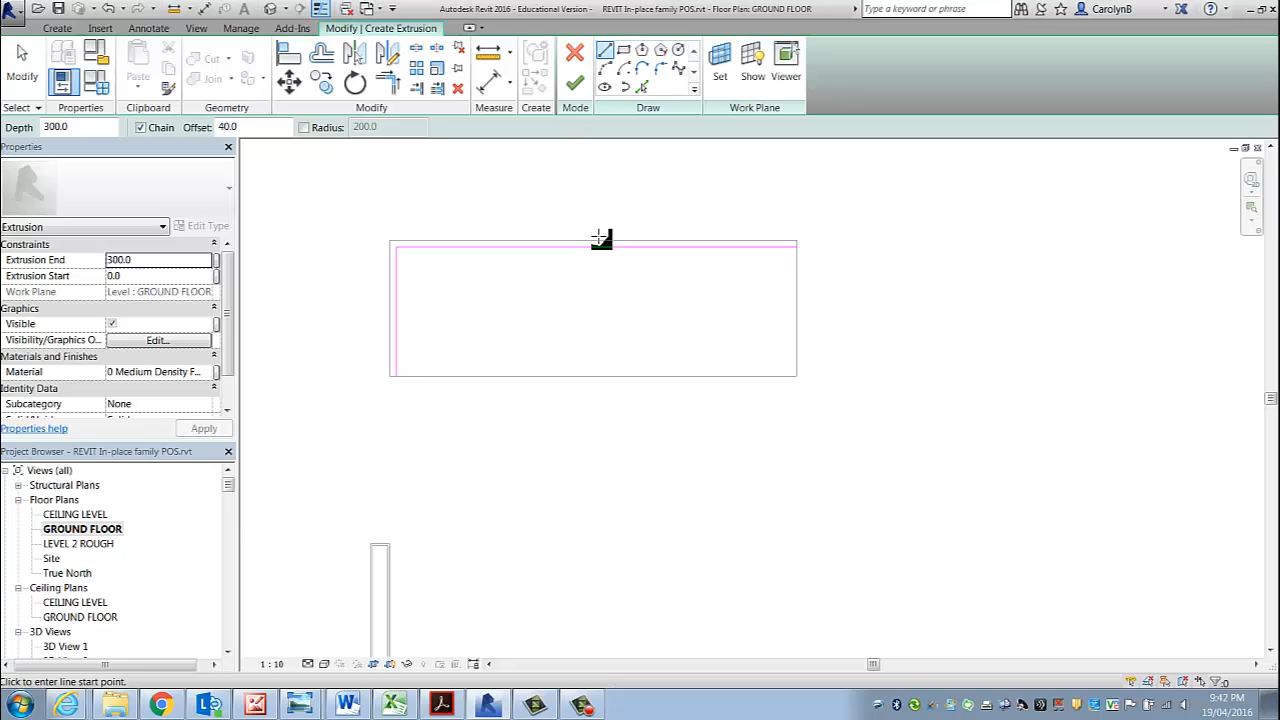 Autodesk Revit 2016 - Educational Version - REVIT In-place family POS.rvt - Floor Plan: GROUND FLO
Type a keyword or phrase
CarolynB
Create Insert Annotate View Manage Add-Ins Modify | Create Extrusion
Modify
Paste
Cut
Join
Set Show Viewer
Select Properties Clipboard Geometry Modify Measure Create Mode Draw Work Plane
Depth 300.0 Chain Offset: 40.0 Radius: 200.0
Properties
Extrusion Edit Type
Constraints
Extrusion End 300.0
Extrusion Start 0.0
Work Plane Level : GROUND FLOOR
Graphics
Visible
Visibility/Graphics O... Edit...
Materials and Finishes
Material 0 Medium Density F...
Identity Data
Subcategory None
Properties help Apply
Project Browser - REVIT In-place family POS.rvt
Views (all)
Structural Plans
Floor Plans
CEILING LEVEL
GROUND FLOOR
LEVEL 2 ROUGH
Site
True North
Ceiling Plans
CEILING LEVEL
GROUND FLOOR
3D Views
3D View 1
1 : 10
Click to enter line start point.
:0
9:42 PM
19/04/2016